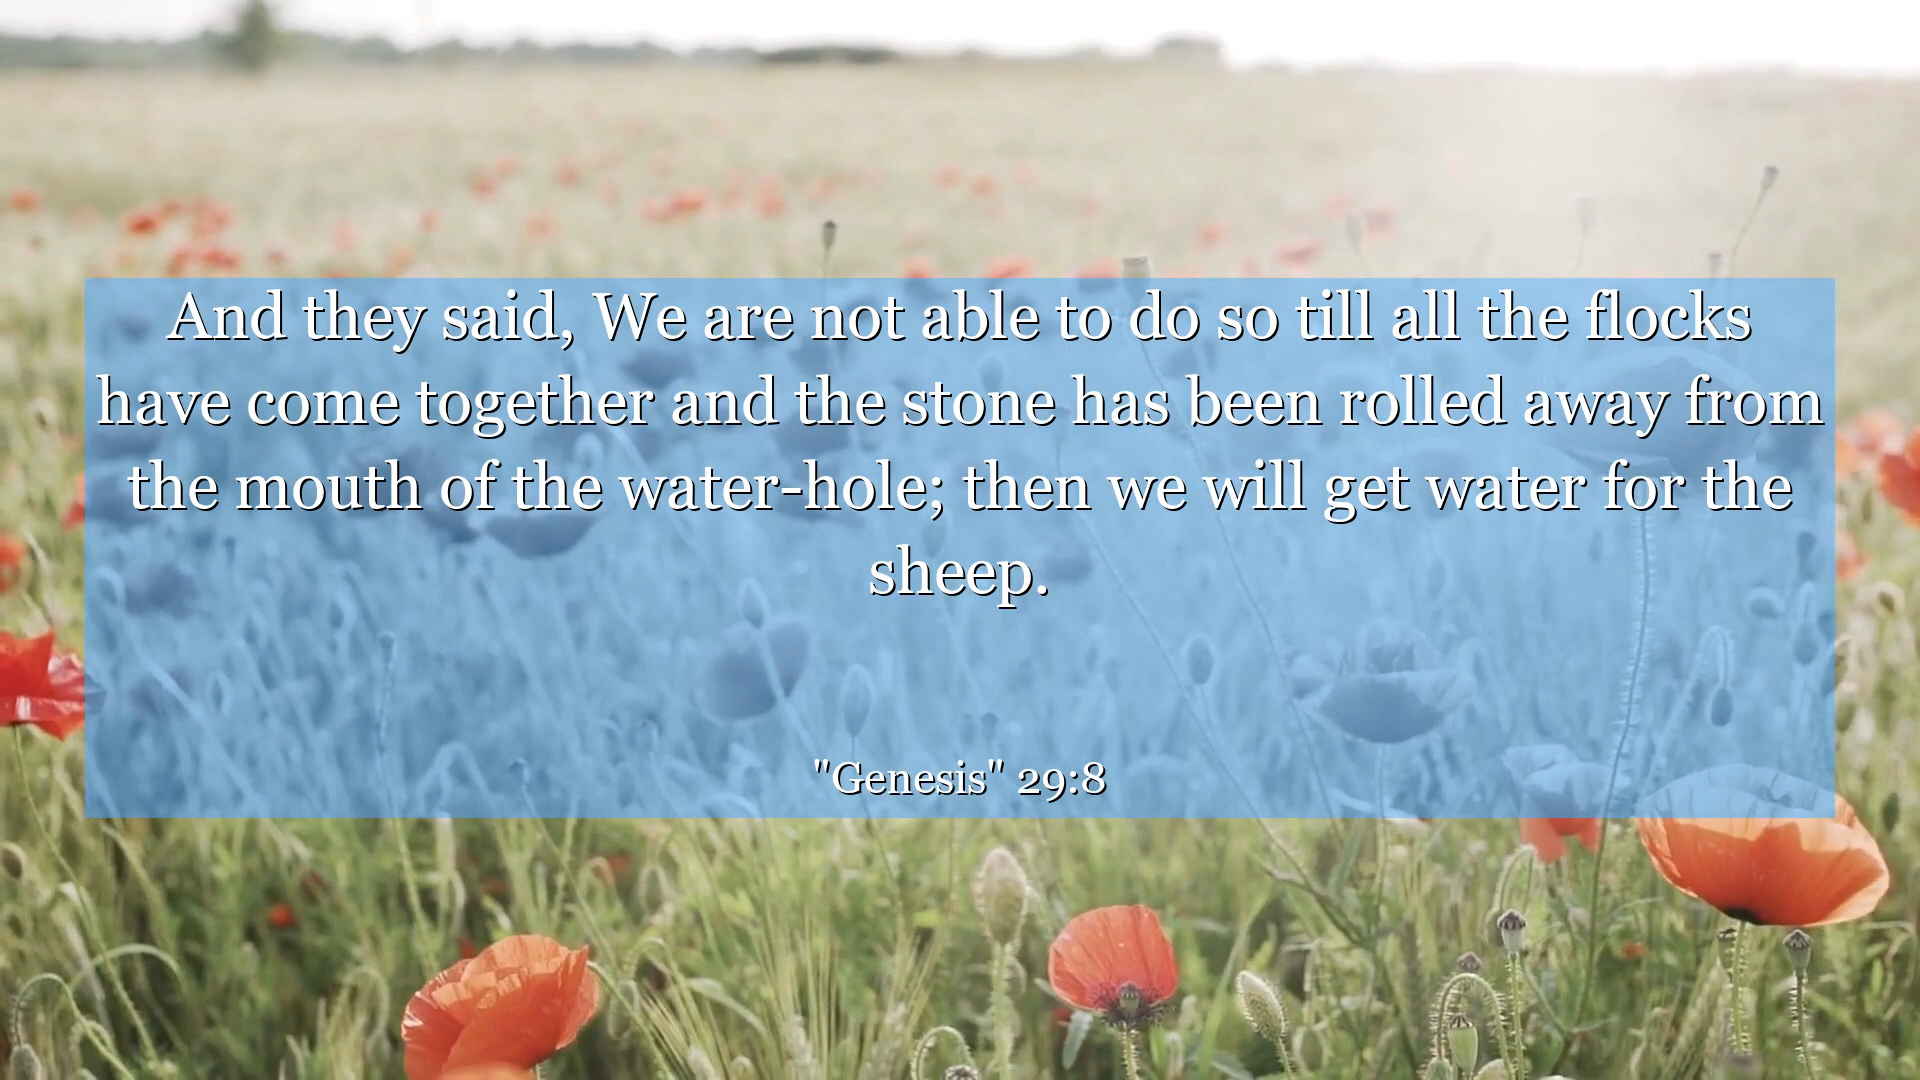 And they said, We are not able to do so till all the flocks
have come together and the stone has been rolled away from
the mouth of the water-hole; then we will get water for the
sheep.
"Genesis" 29:8